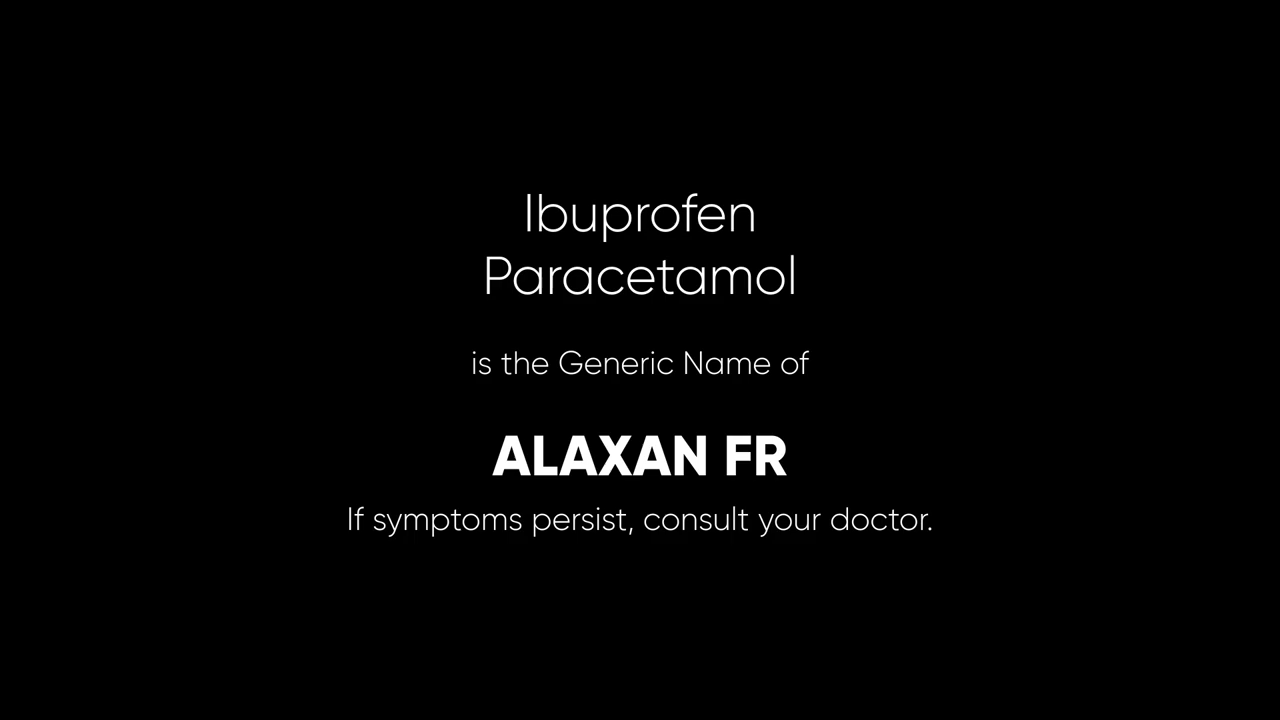 Ibuprofen
Paracetamol
is the Generic Name of
ALAXAN FR
If symptoms persist, consult your doctor.